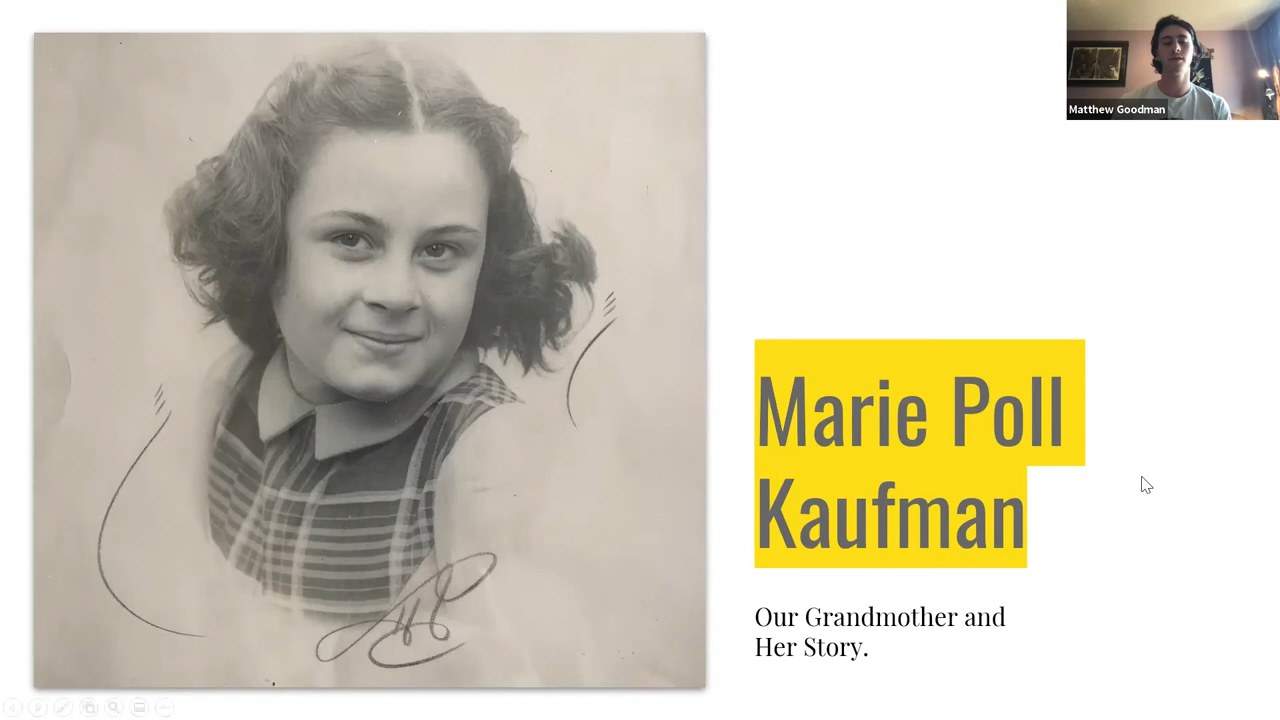 Matthew Goodman
Marie Poll
Kaufman
Our Grandmother and
Her Story.